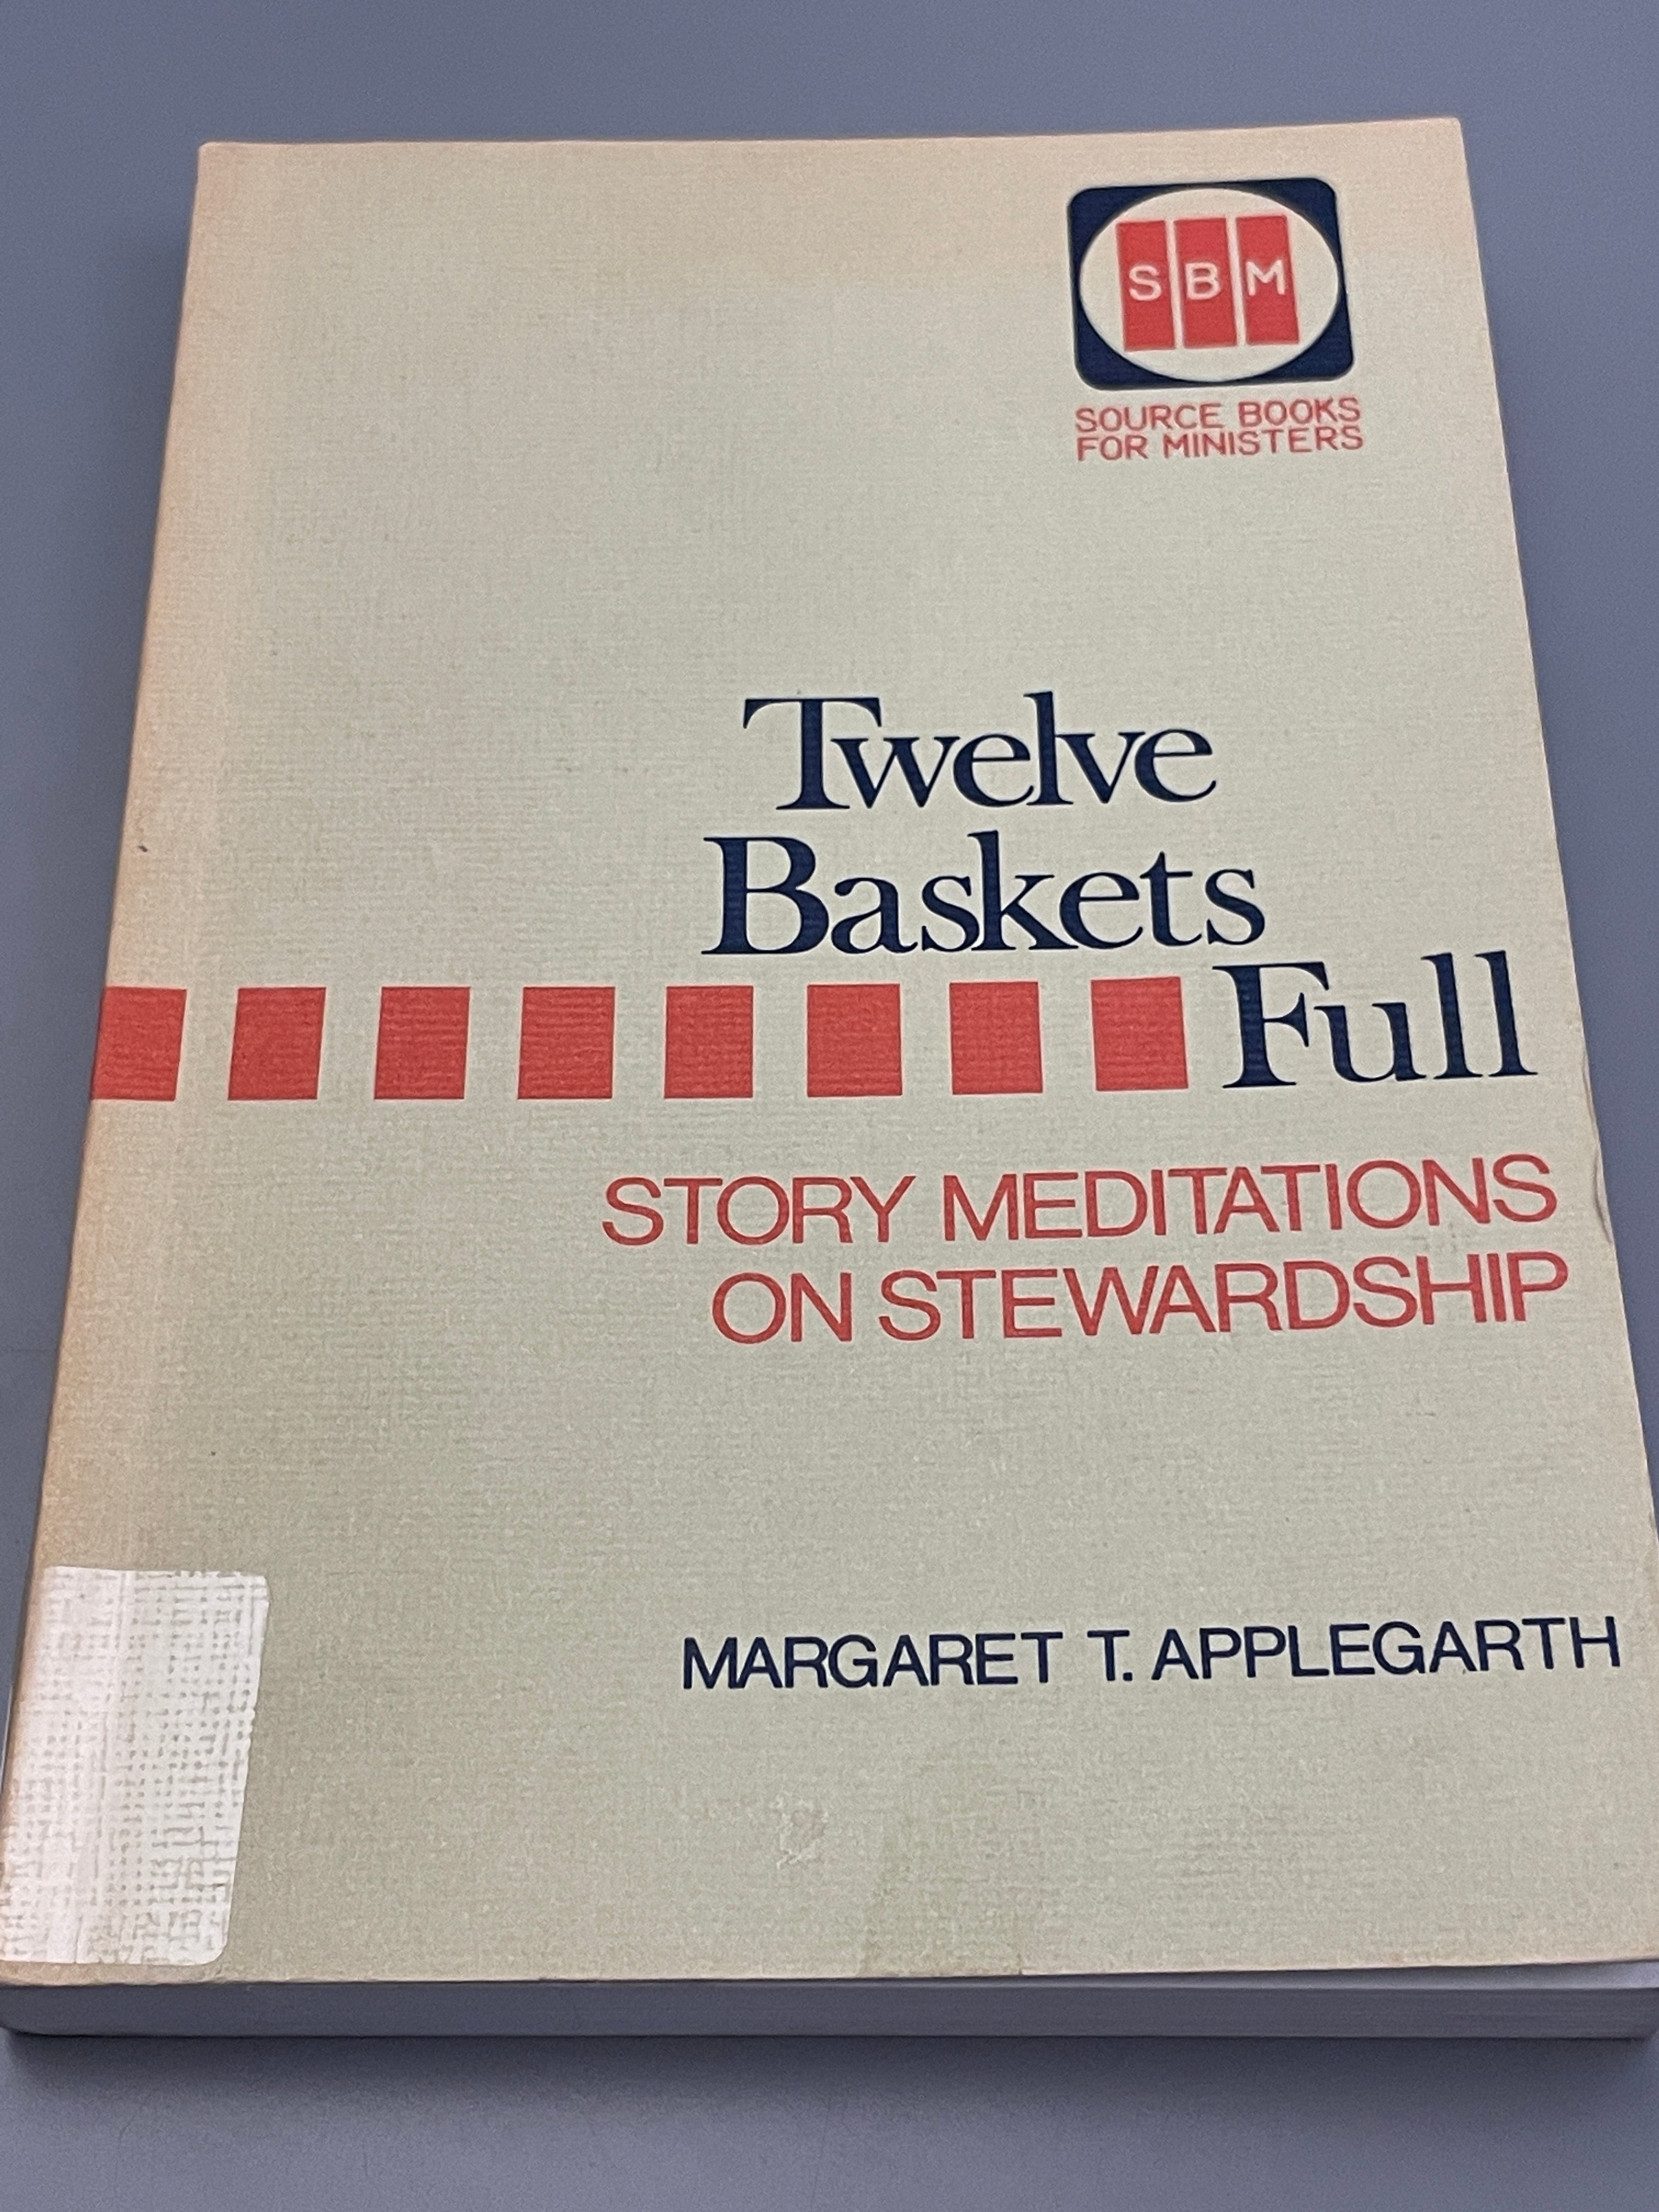 SBM
SOURCE BOOKS
FOR MINISTERS
Twelve
Baskets
Full
STORY MEDITATIONS
ON STEWARDSHIP
MARGARET T. APPLEGARTH